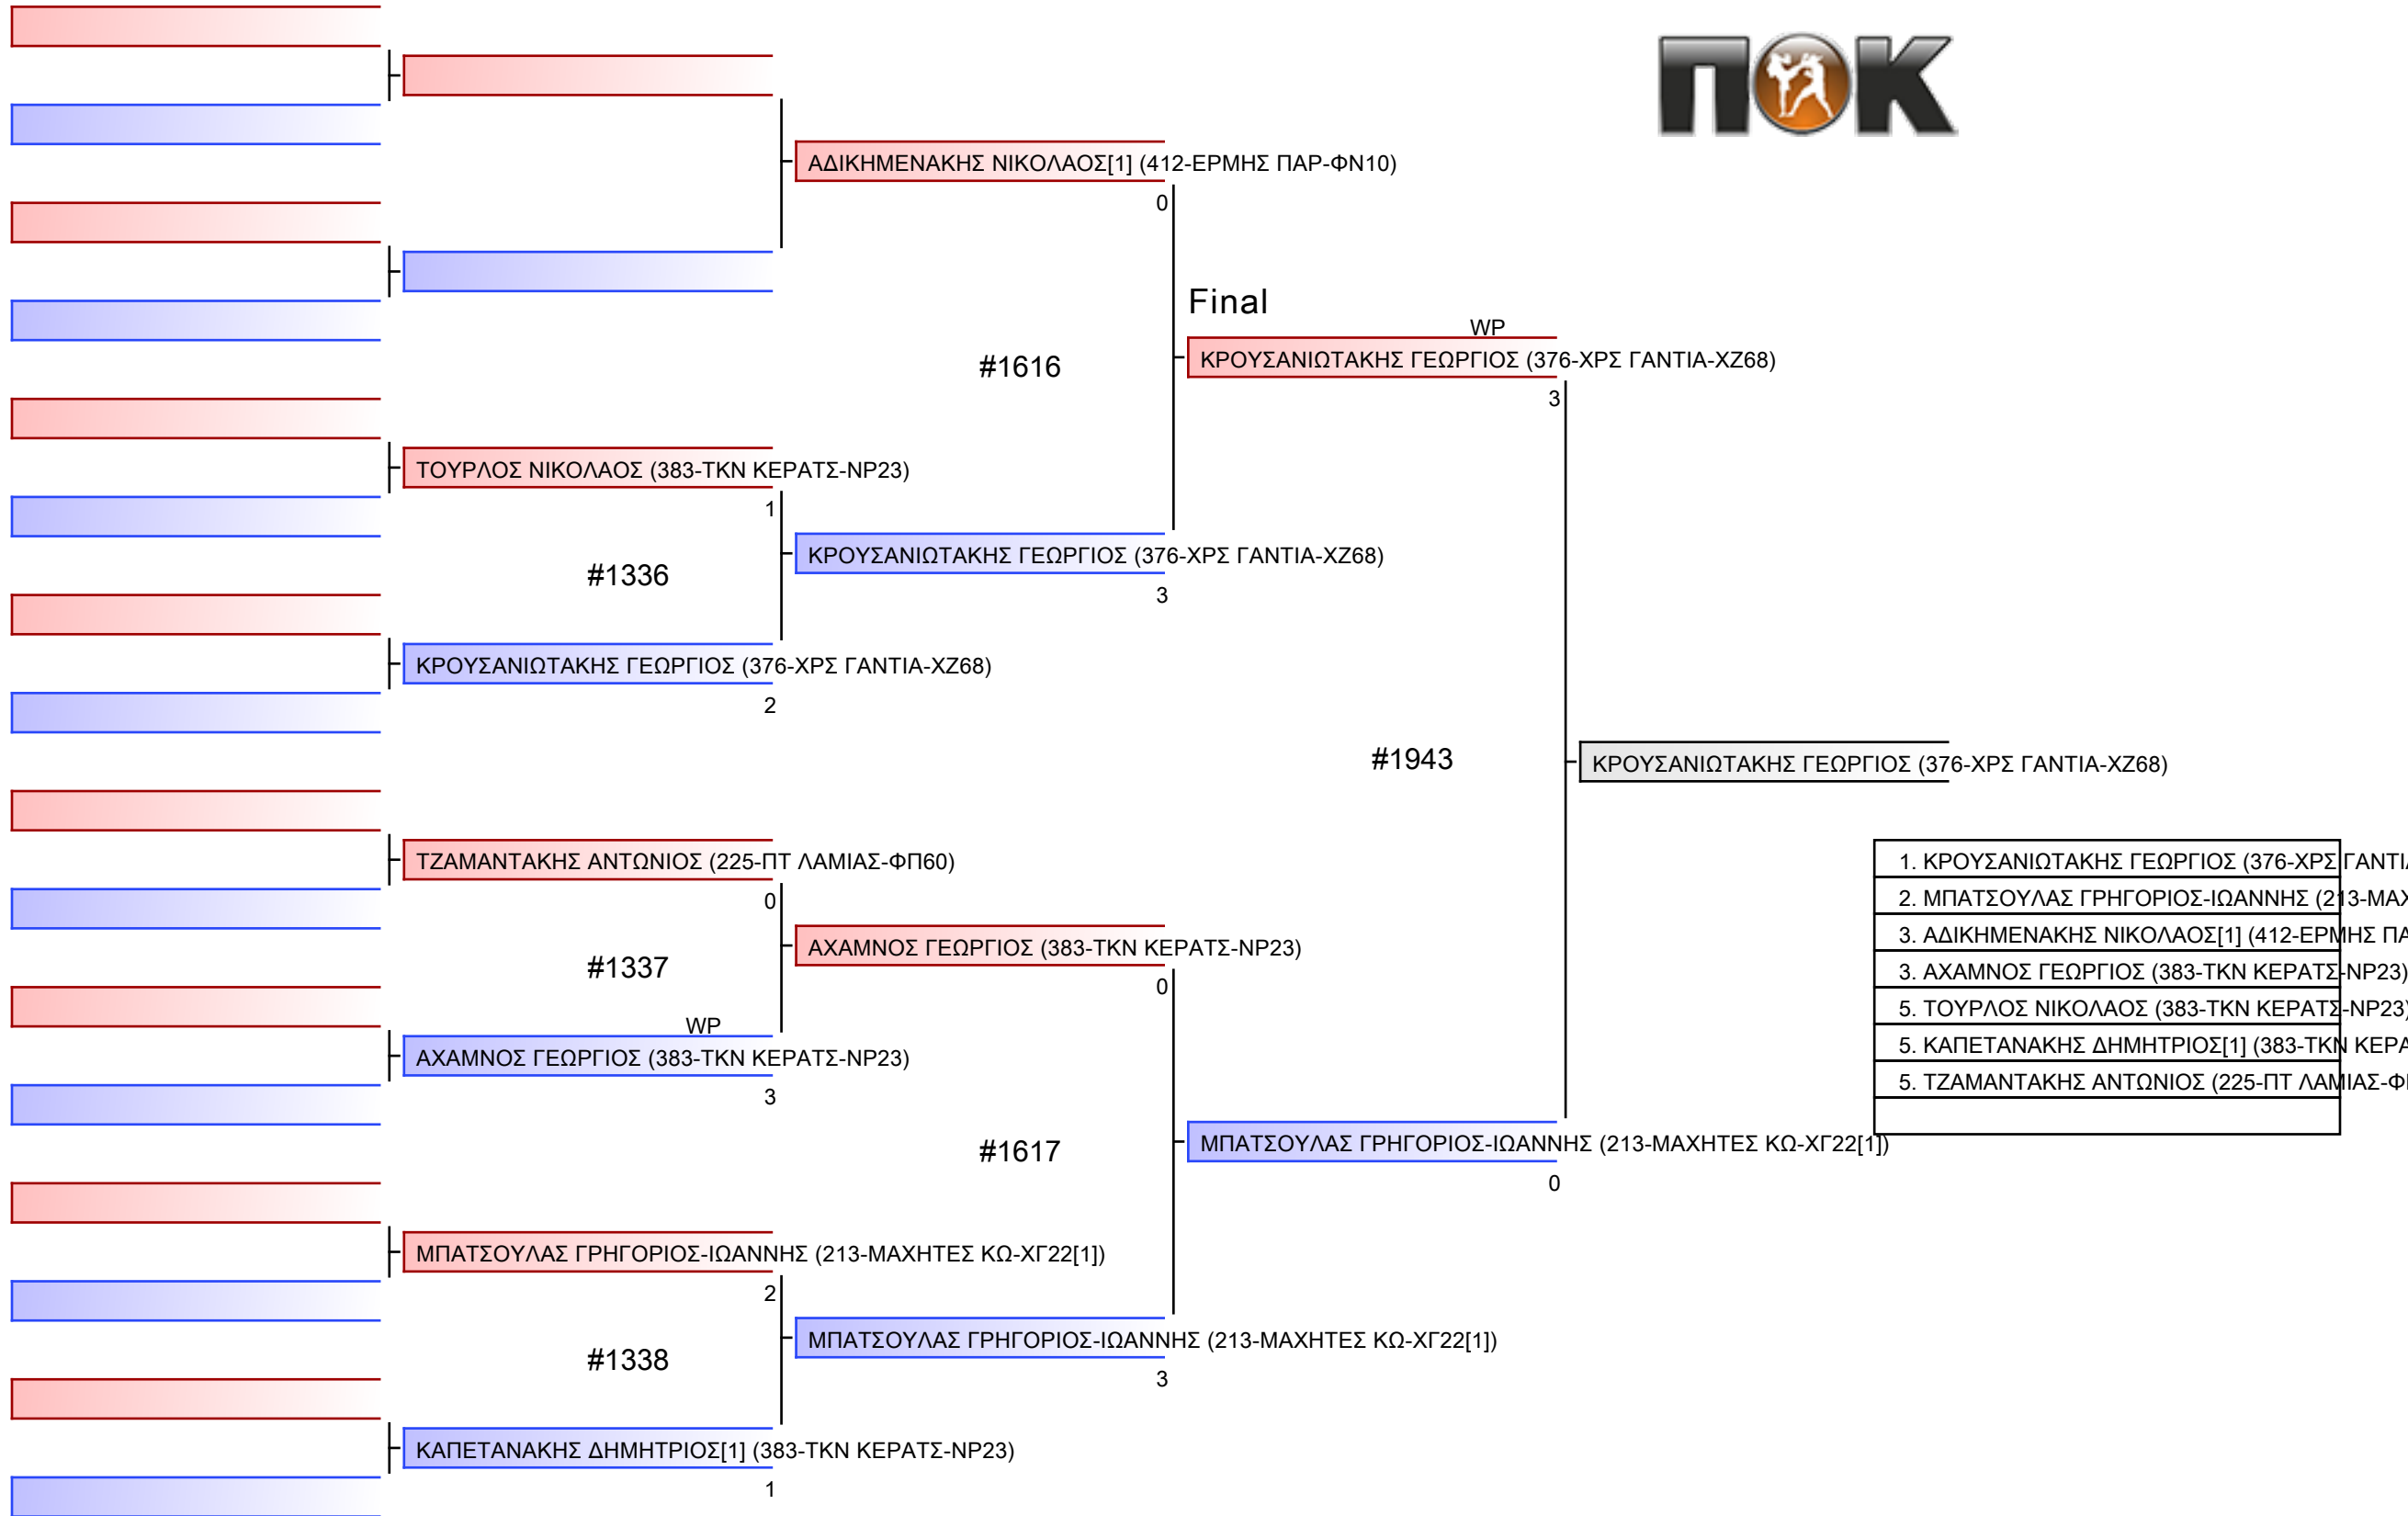 ΠΟΚ
ΑΔΙΚΗΜΕΝΑΚΗΣ ΝΙΚΟΛΑΟΣ[1] (412-ΕΡΜΗΣ ΠΑΡ-ΦΝ10)
0
Final
WP
#1616
ΚΡΟΥΣΑΝΙΩΤΑΚΗΣ ΓΕΩΡΓΙΟΣ (376-ΧΡΣ ΓΑΝΤΙΑ-ΧΖ68)
3
ΤΟΥΡΛΟΣ ΝΙΚΟΛΑΟΣ (383-ΤΚΝ ΚΕΡΑΤΣ-ΝΡ23)
1
ΚΡΟΥΣΑΝΙΩΤΑΚΗΣ ΓΕΩΡΓΙΟΣ (376-ΧΡΣ ΓΑΝΤΙΑ-ΧΖ68)
#1336
3
ΚΡΟΥΣΑΝΙΩΤΑΚΗΣ ΓΕΩΡΓΙΟΣ (376-ΧΡΣ ΓΑΝΤΙΑ-ΧΖ68)
2
#1943
ΚΡΟΥΣΑΝΙΩΤΑΚΗΣ ΓΕΩΡΓΙΟΣ (376-ΧΡΣ ΓΑΝΤΙΑ-ΧΖ68)
ΤΖΑΜΑΝΤΑΚΗΣ ΑΝΤΩΝΙΟΣ (225-ΠΤ ΛΑΜΙΑΣ-ΦΠ60)
0
ΑΧΑΜΝΟΣ ΓΕΩΡΓΙΟΣ (383-ΤΚΝ ΚΕΡΑΤΣ-ΝΡ23)
#1337
0
WP
ΑΧΑΜΝΟΣ ΓΕΩΡΓΙΟΣ (383-ΤΚΝ ΚΕΡΑΤΣ-ΝΡ23)
3
#1617
ΜΠΑΤΣΟΥΛΑΣ ΓΡΗΓΟΡΙΟΣ-ΙΩΑΝΝΗΣ (213-ΜΑΧΗΤΕΣ ΚΩ-ΧΓ22[1])
0
ΜΠΑΤΣΟΥΛΑΣ ΓΡΗΓΟΡΙΟΣ-ΙΩΑΝΝΗΣ (213-ΜΑΧΗΤΕΣ ΚΩ-ΧΓ22[1])
2
ΜΠΑΤΣΟΥΛΑΣ ΓΡΗΓΟΡΙΟΣ-ΙΩΑΝΝΗΣ (213-ΜΑΧΗΤΕΣ ΚΩ-ΧΓ22[1])
#1338
3
ΚΑΠΕΤΑΝΑΚΗΣ ΔΗΜΗΤΡΙΟΣ[1] (383-ΤΚΝ ΚΕΡΑΤΣ-ΝΡ23)
1
1. ΚΡΟΥΣΑΝΙΩΤΑΚΗΣ ΓΕΩΡΓΙΟΣ (376-ΧΡΣ ΓΑΝΤΙΑ
2. ΜΠΑΤΣΟΥΛΑΣ ΓΡΗΓΟΡΙΟΣ-ΙΩΑΝΝΗΣ (213-ΜΑΧ
3. ΑΔΙΚΗΜΕΝΑΚΗΣ ΝΙΚΟΛΑΟΣ[1] (412-ΕΡΜΗΣ ΠΑ
3. ΑΧΑΜΝΟΣ ΓΕΩΡΓΙΟΣ (383-ΤΚΝ ΚΕΡΑΤΣ-ΝΡ23)
5. ΤΟΥΡΛΟΣ ΝΙΚΟΛΑΟΣ (383-ΤΚΝ ΚΕΡΑΤΣ-ΝΡ23)
5. ΚΑΠΕΤΑΝΑΚΗΣ ΔΗΜΗΤΡΙΟΣ[1] (383-ΤΚΝ ΚΕΡΑ
5. ΤΖΑΜΑΝΤΑΚΗΣ ΑΝΤΩΝΙΟΣ (225-ΠΤ ΛΑΜΙΑΣ-ΦΠ